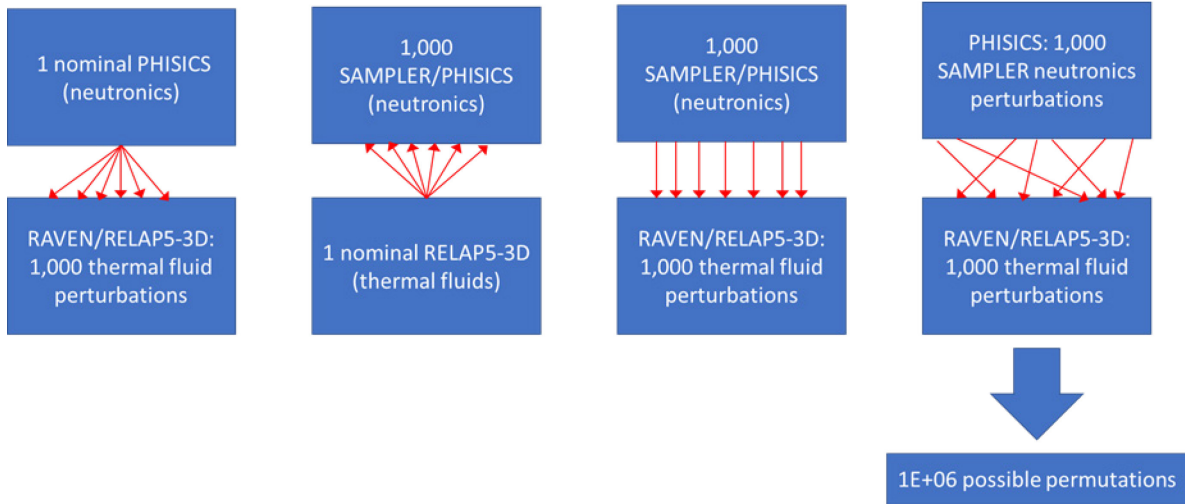 1 nominal PHISICS
(neutronics)
RAVEN/RELAP5-3D:
1,000 thermal fluid
perturbations
1,000
SAMPLER/PHISICS
(neutronics)
1 nominal RELAP5-3D
(thermal fluids)
1,000
SAMPLER/PHISICS
(neutronics)
RAVEN/RELAP5-3D:
1,000 thermal fluid
perturbations
PHISICS: 1,000
SAMPLER neutronics
perturbations
RAVEN/RELAP5-3D:
1,000 thermal fluid
perturbations
1E+06 possible permutations